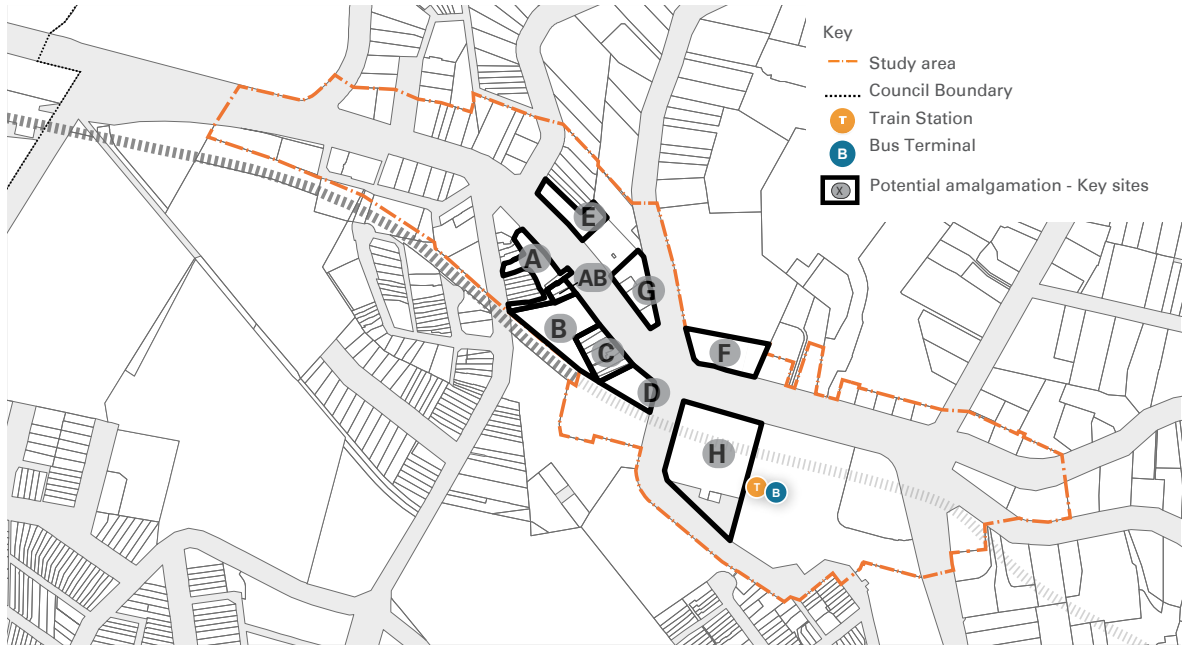 Key
Study area
Council Boundary
T Train Station
B Bus Terminal
X Potential amalgamation - Key sites
E
A
AB
G
B
C
F
D
H
T
B